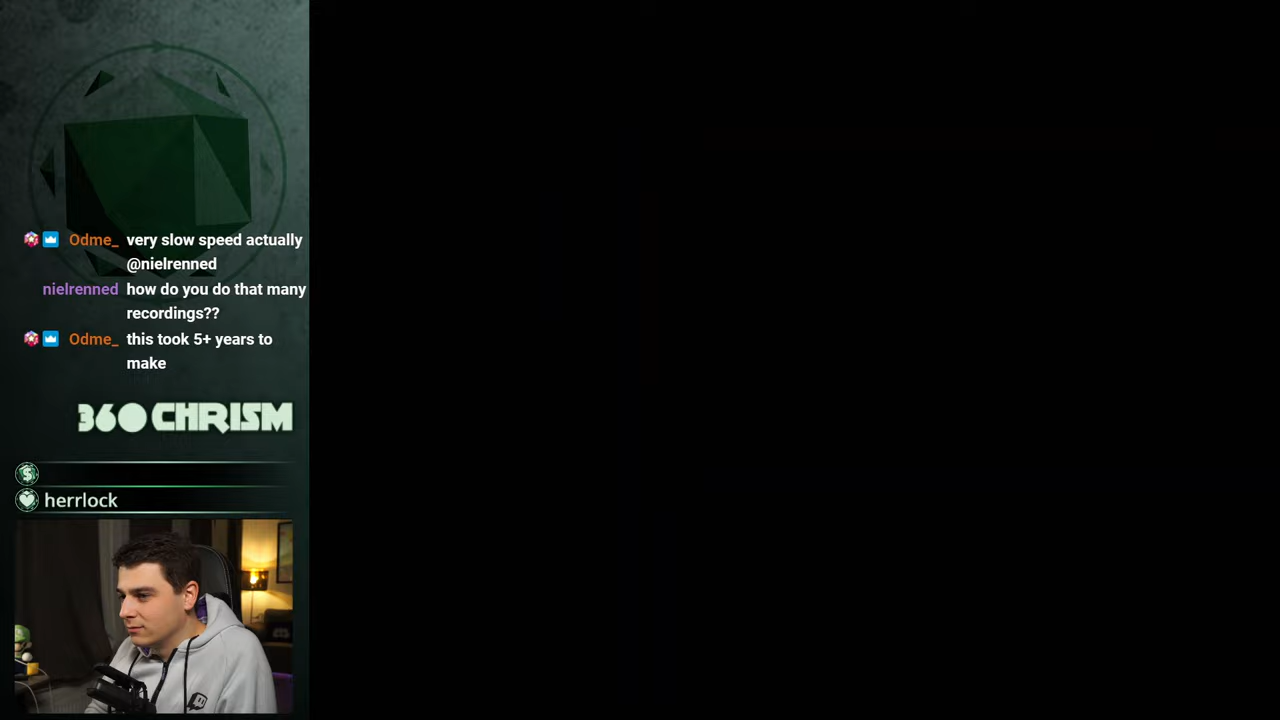 Odme_ very slow speed actually
@nielrenned
nielrenned how do you do that many
recordings??
Odme_ this took 5+ years to
make
360 CHRISM
$
herrlock